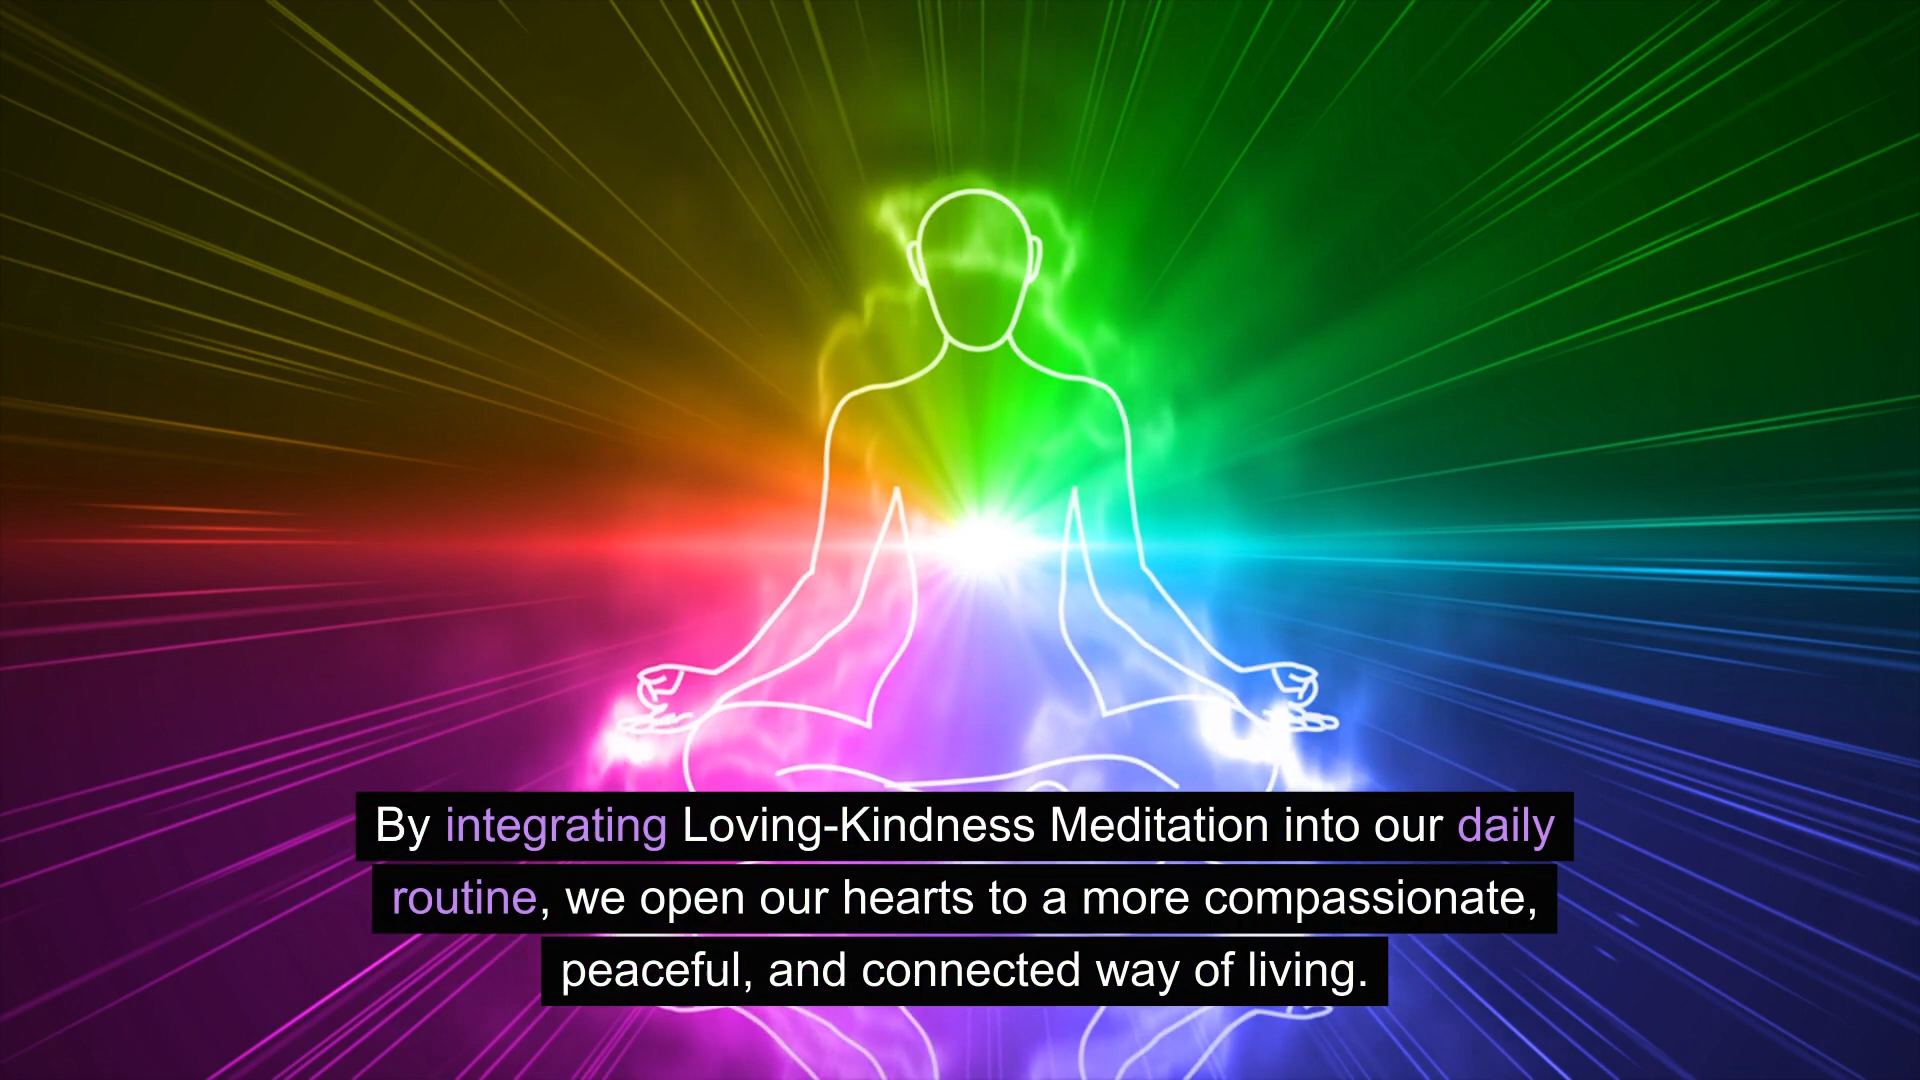 By integrating Loving-Kindness Meditation into our daily
routine, we open our hearts to a more compassionate,
peaceful, and connected way of living.